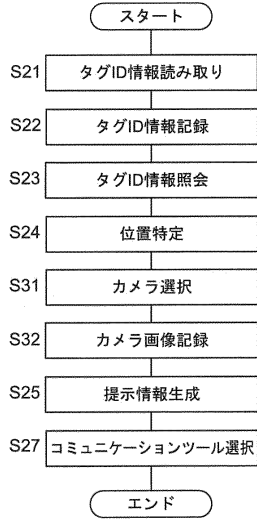 スタート
S21 タグID情報読み取り
S22 タグID情報記録
S23 タグID情報照会
S24 位置特定
S31 カメラ選択
S32 カメラ画像記録
S25 提示情報生成
S27 コミュニケーションツール選択
エンド